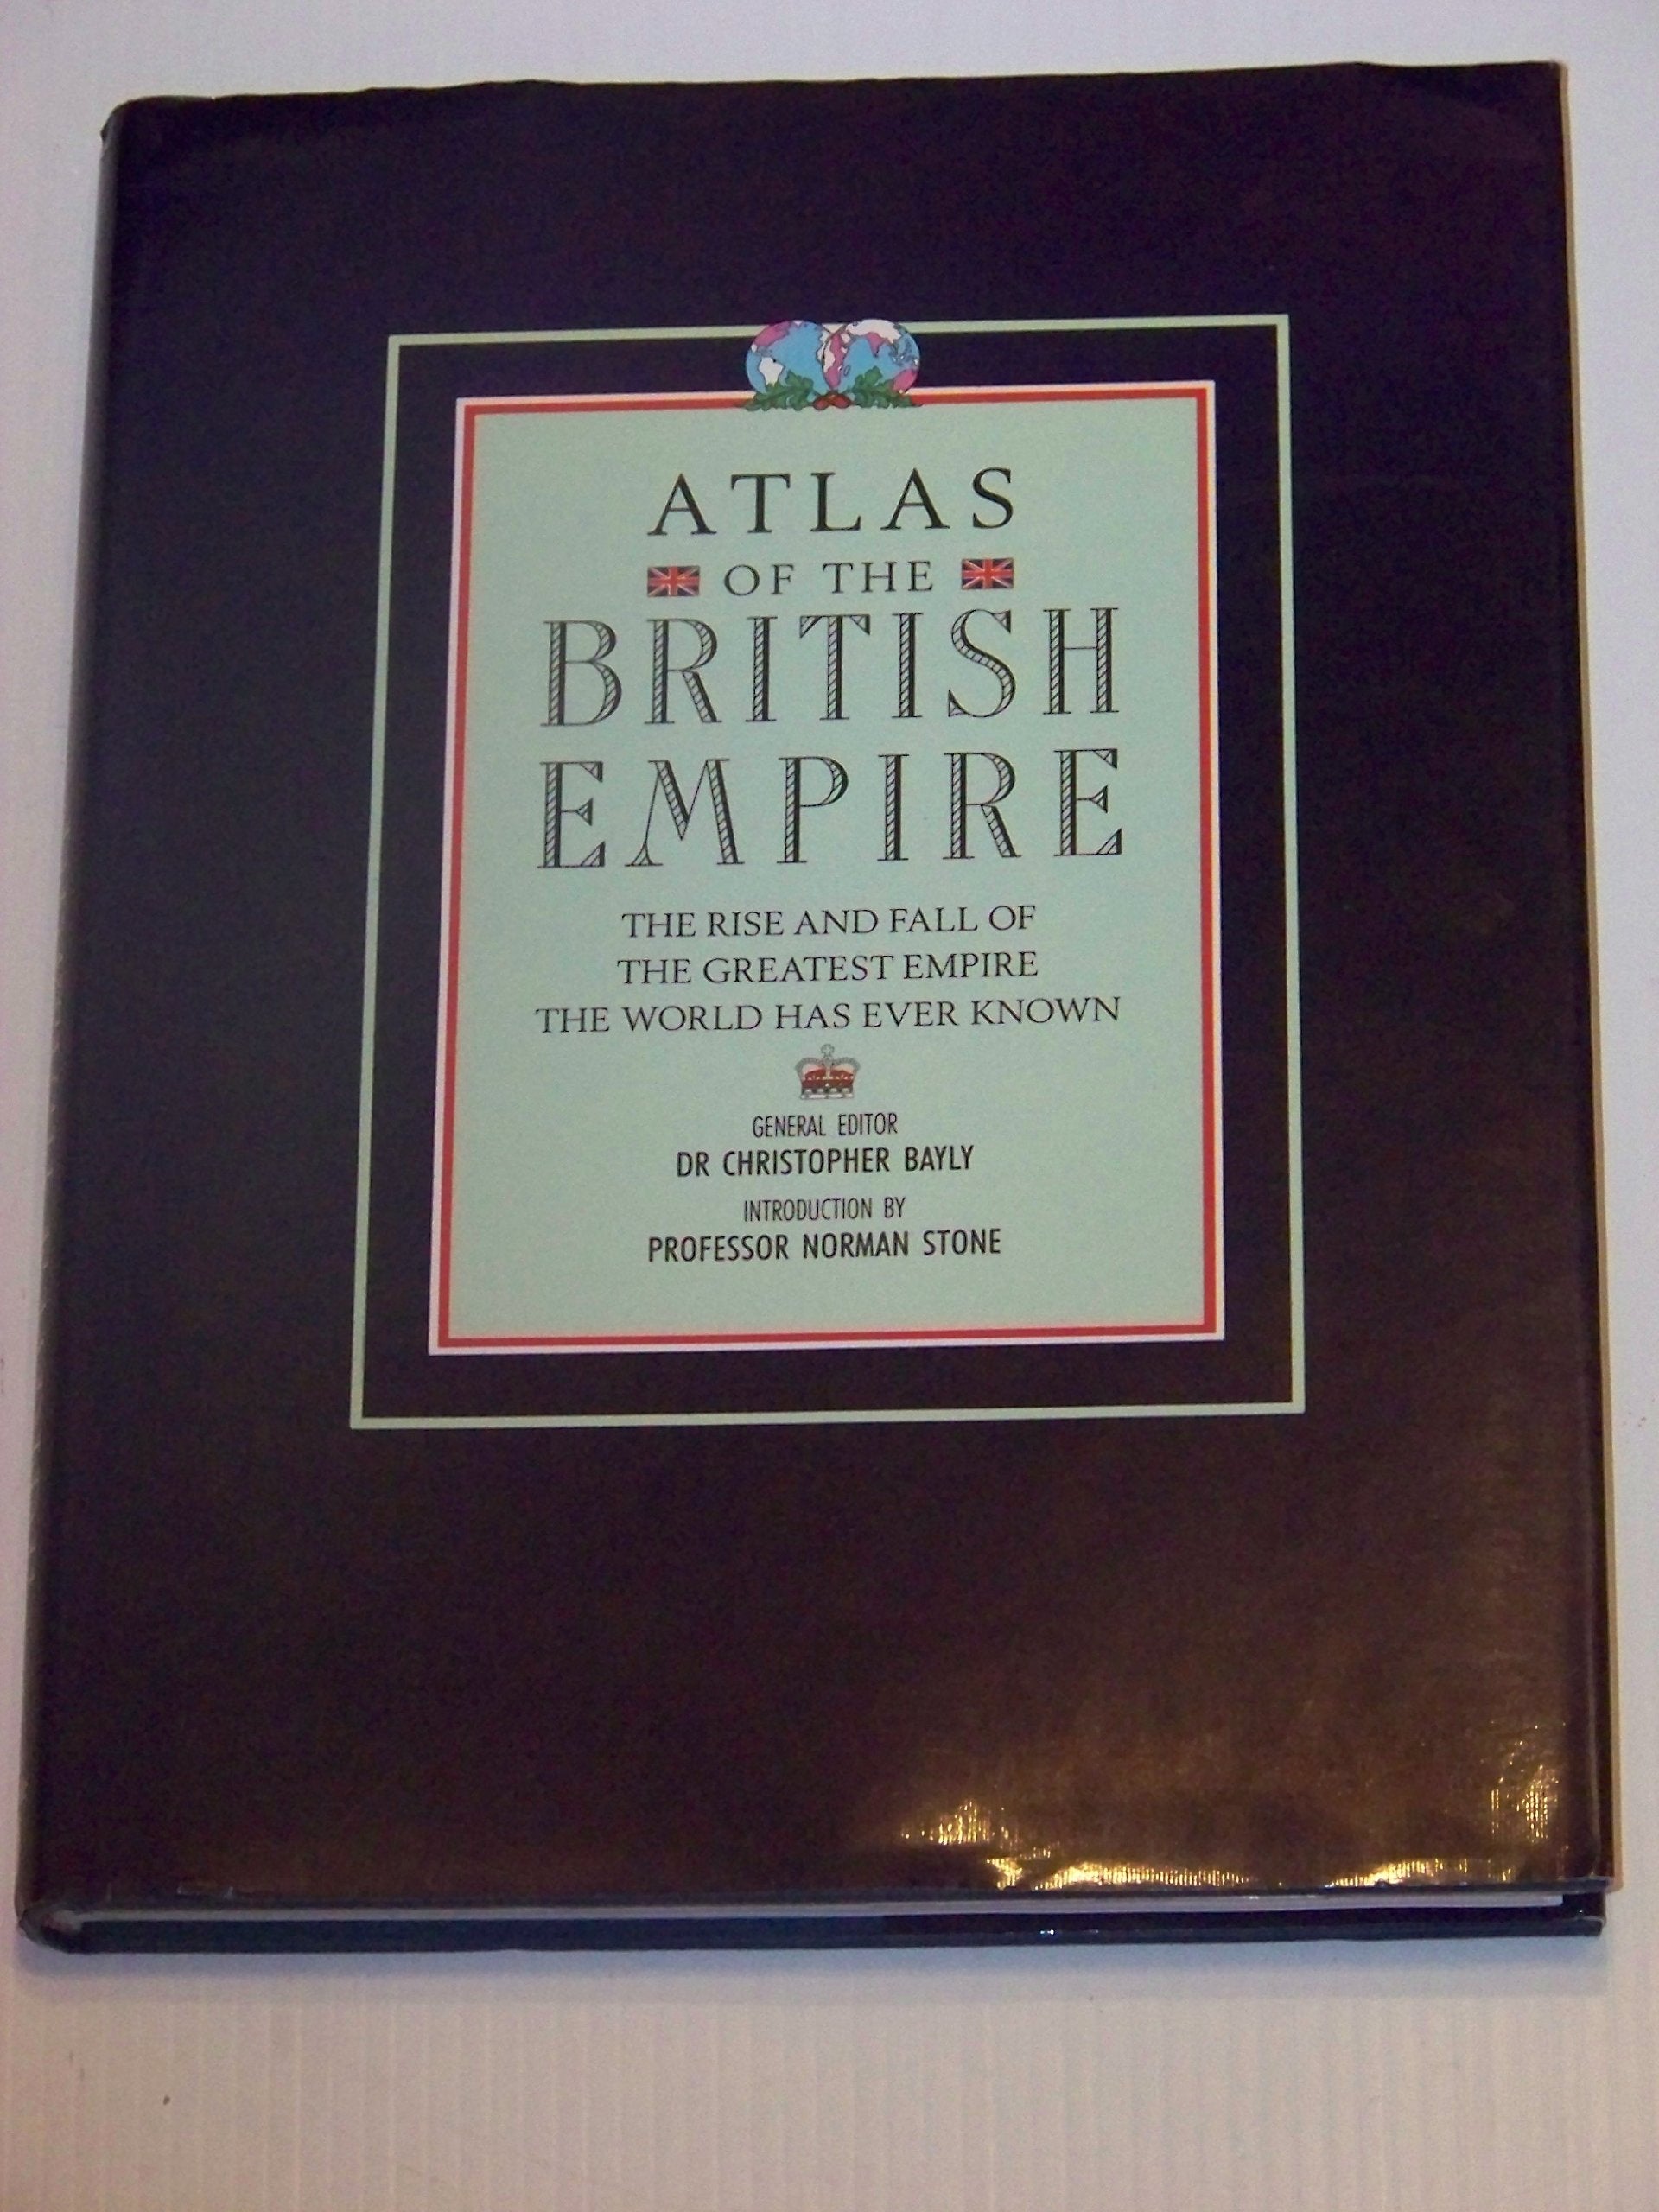 ATLAS
OF THE
BRITISH
EMPIRE
THE RISE AND FALL OF
THE GREATEST EMPIRE
THE WORLD HAS EVER KNOWN
GENERAL EDITOR
DR CHRISTOPHER BAYLY
INTRODUCTION BY
PROFESSOR NORMAN STONE